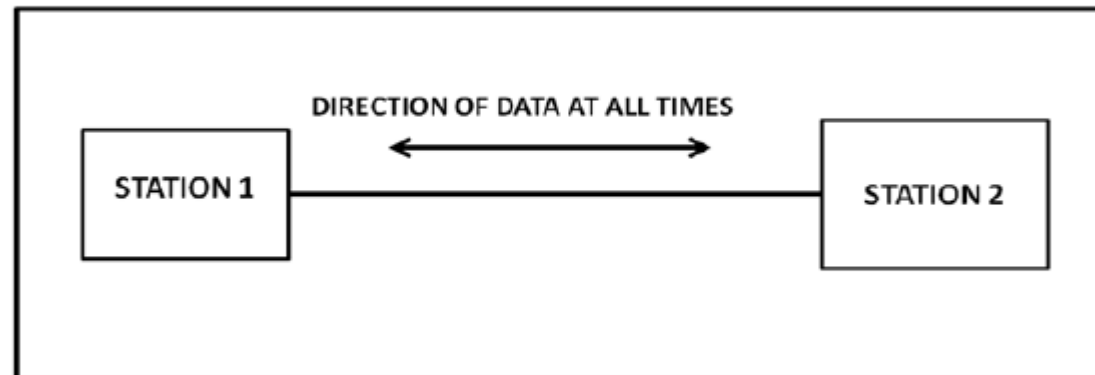 DIRECTION OF DATA AT ALL TIMES
STATION 1
STATION 2